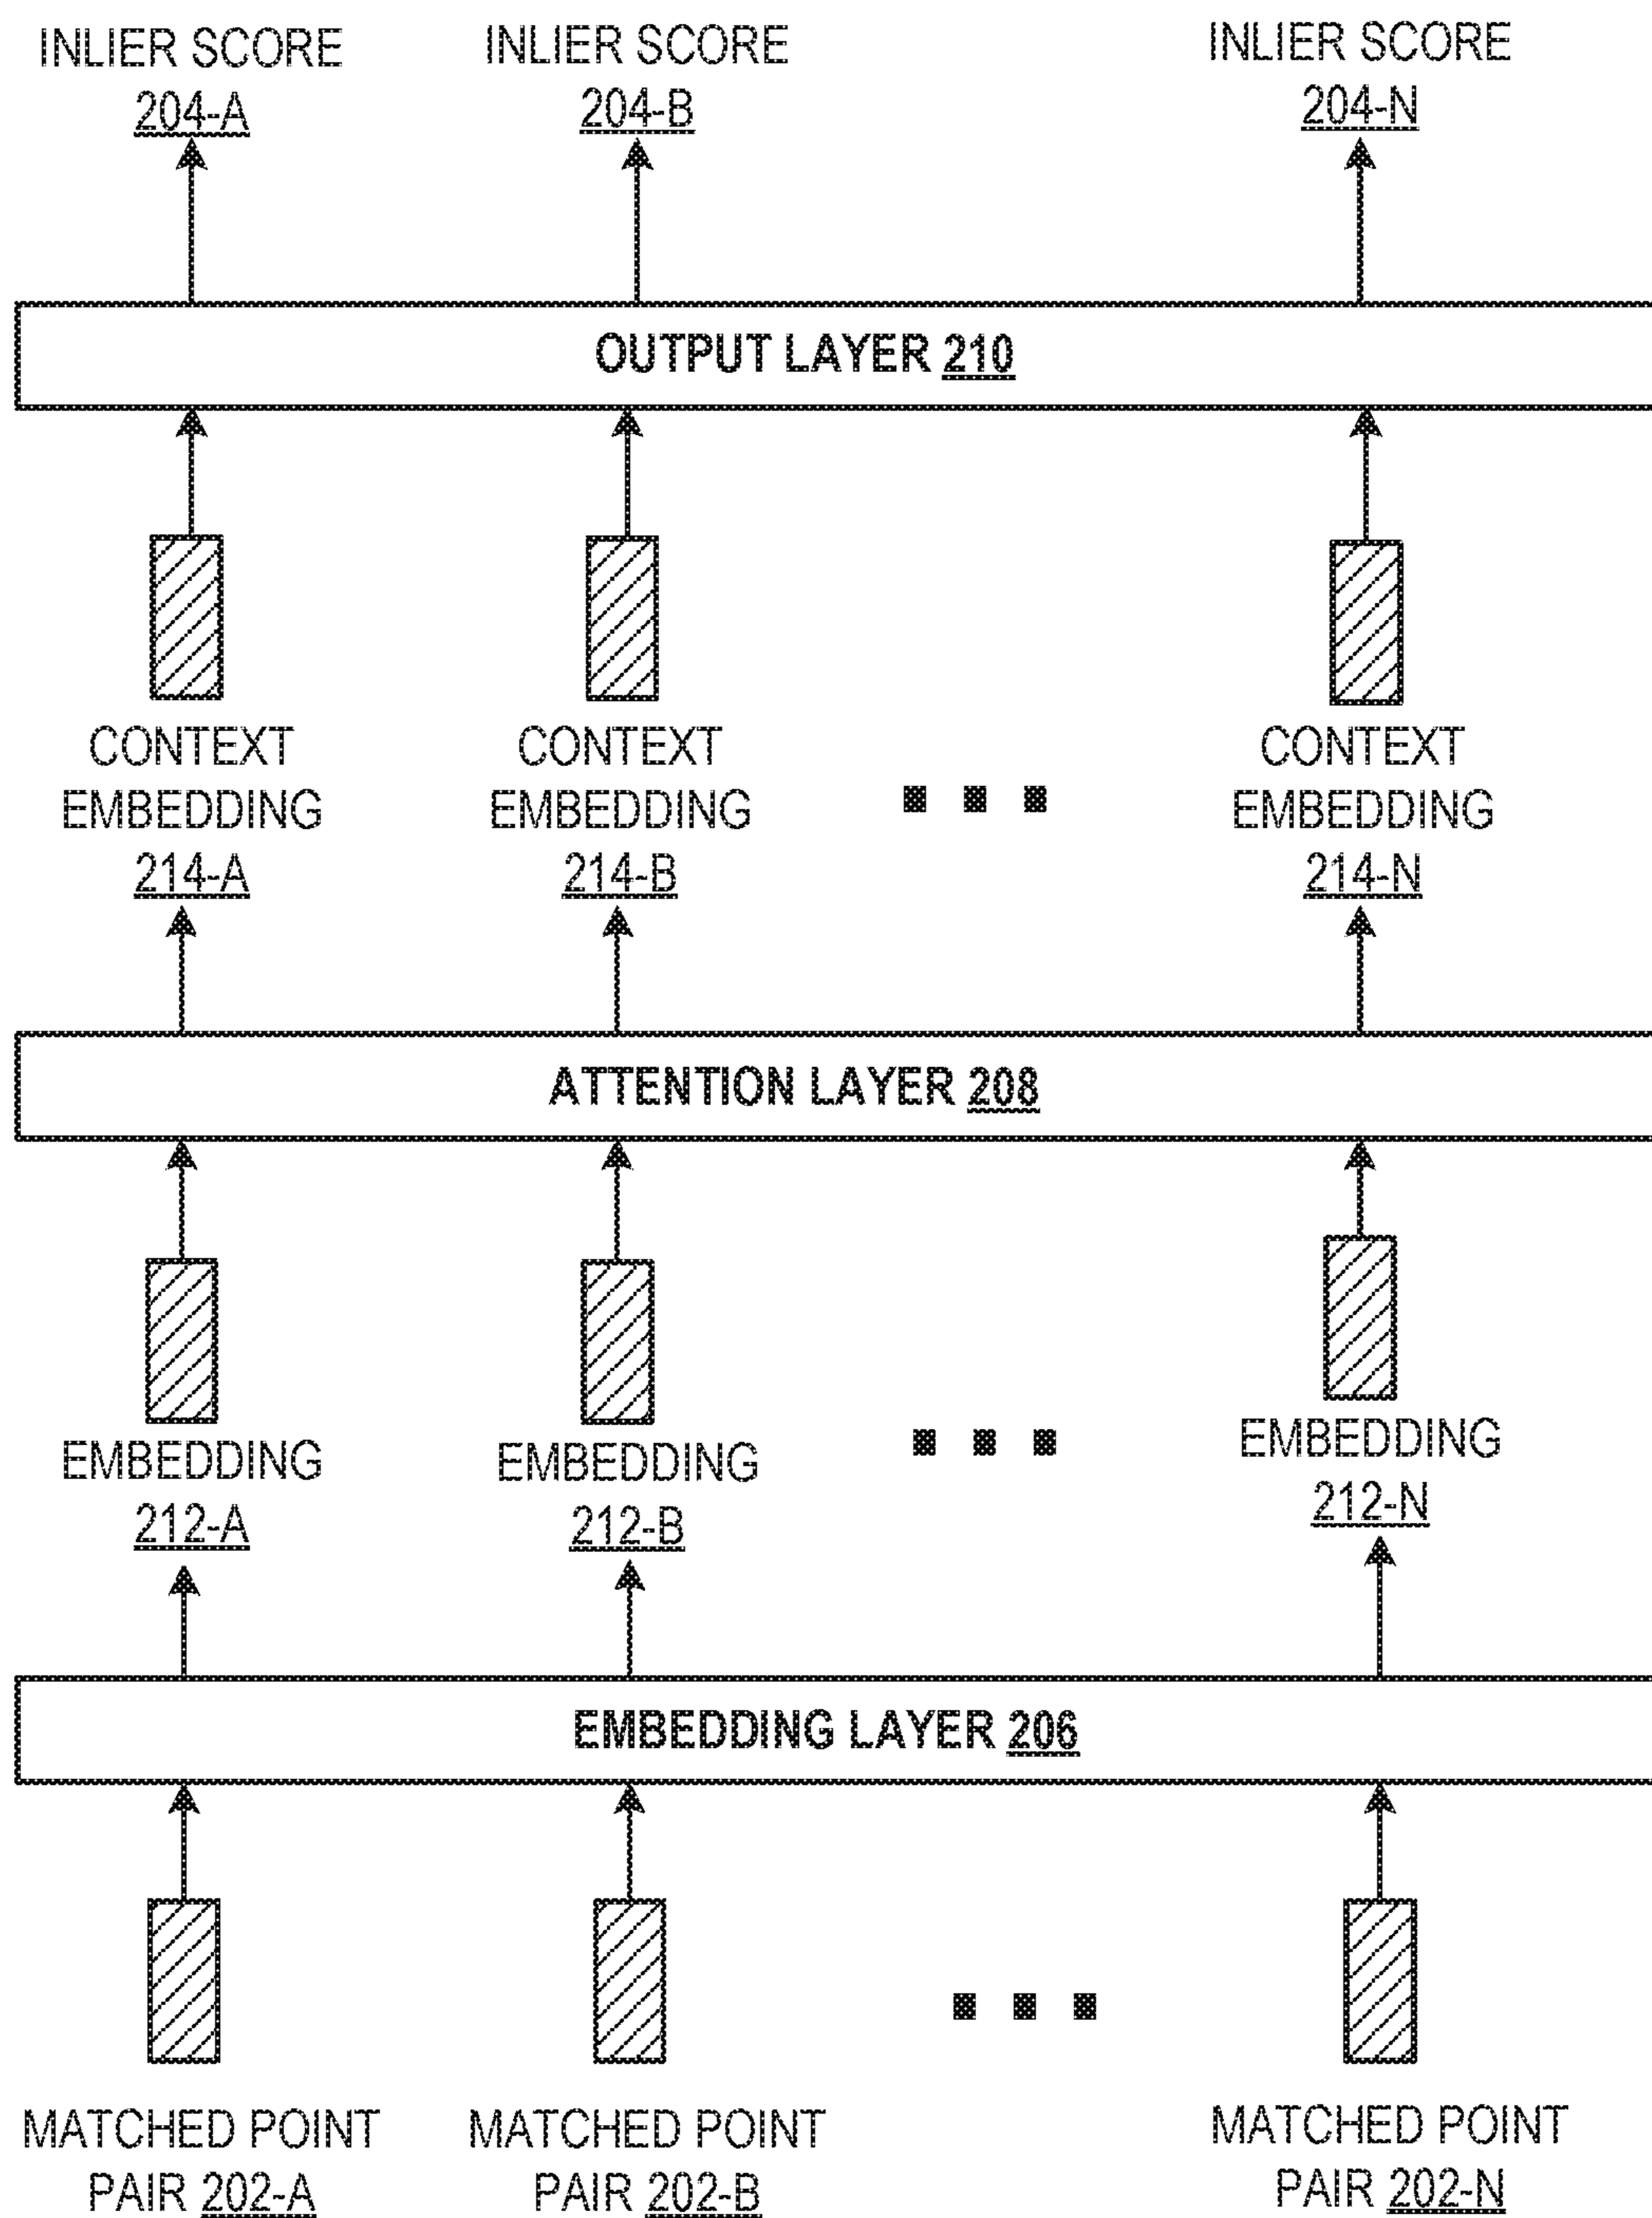 INLIER SCORE
204-A
INLIER SCORE
204-B
INLIER SCORE
204-N
OUTPUT LAYER 210
CONTEXT
EMBEDDING
214-A
CONTEXT
EMBEDDING
214-B
CONTEXT
EMBEDDING
214-N
ATTENTION LAYER 208
EMBEDDING
212-A
EMBEDDING
212-B
EMBEDDING
212-N
EMBEDDING LAYER 206
MATCHED POINT
PAIR 202-A
MATCHED POINT
PAIR 202-B
MATCHED POINT
PAIR 202-N